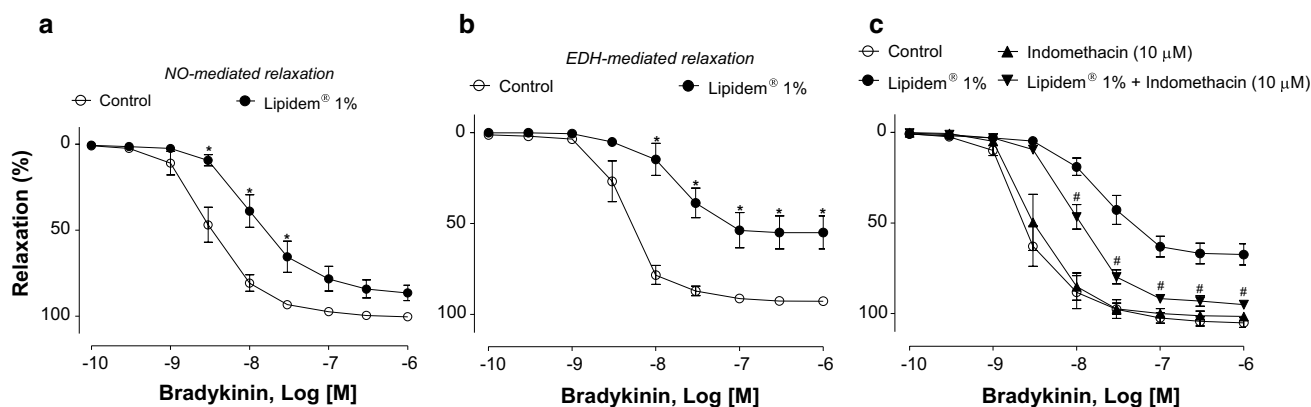 a
NO-mediated relaxation
Control
Lipidem® 1%
Relaxation (%)
0
50
100
*
*
*
-10
-9
-8
-7
-6
Bradykinin, Log [M]
b
EDH-mediated relaxation
Control
Lipidem® 1%
0
50
100
*
*
*
*
*
-10
-9
-8
-7
-6
Bradykinin, Log [M]
c
Control
Indomethacin (10 μM)
Lipidem® 1%
Lipidem® 1% + Indomethacin (10 μM)
0
50
100
#
#
#
#
#
-10
-9
-8
-7
-6
Bradykinin, Log [M]